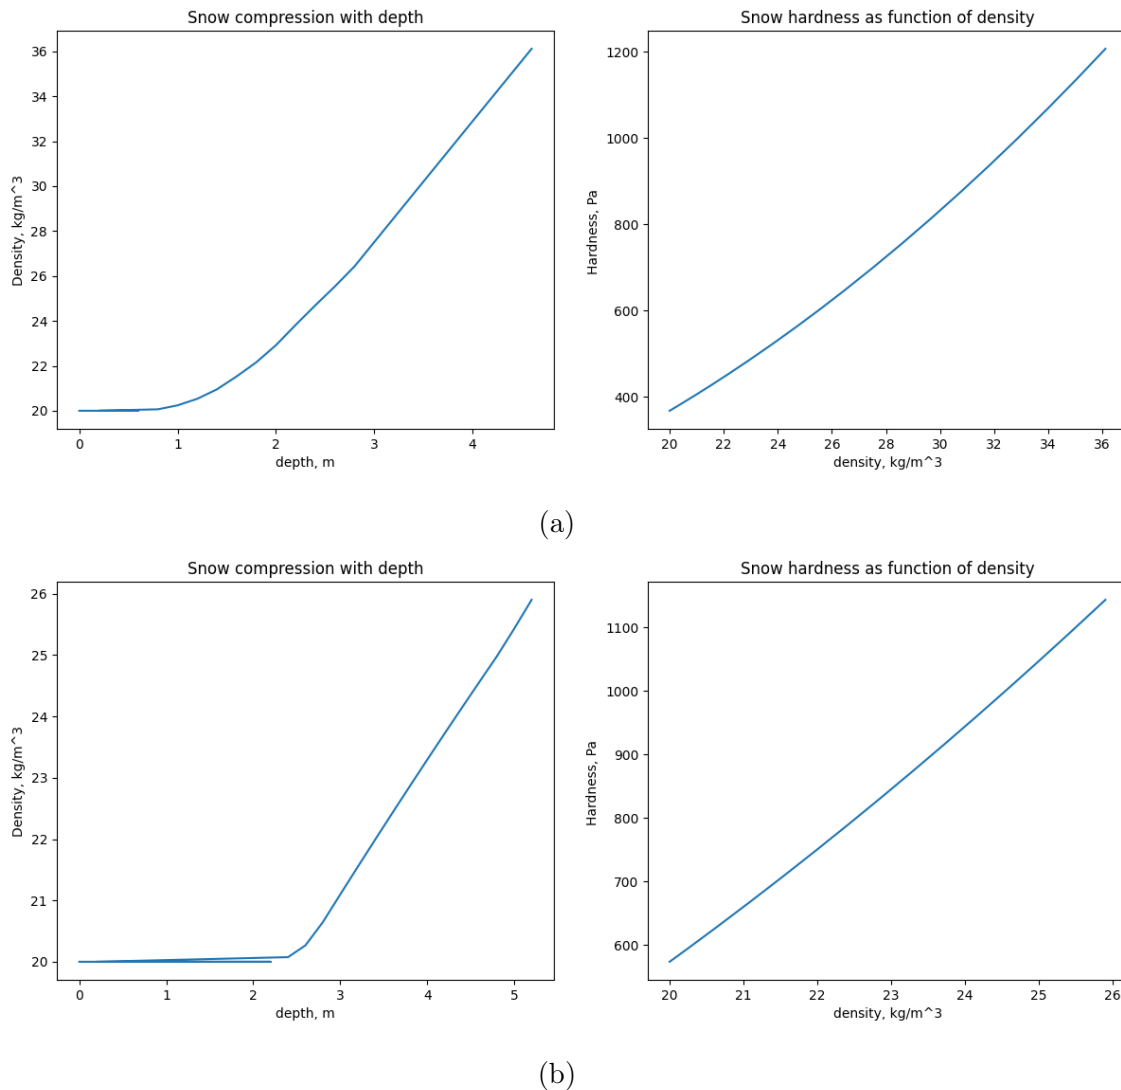 Snow compression with depth
Density, kg/m^3
36
34
32
30
28
26
24
22
20
0 1 2 3 4
depth, m
Snow hardness as function of density
Hardness, Pa
1200
1000
800
600
400
20 22 24 26 28 30 32 34 36
density, kg/m^3
(a)
Snow compression with depth
Density, kg/m^3
26
25
24
23
22
21
20
0 1 2 3 4 5
depth, m
Snow hardness as function of density
Hardness, Pa
1100
1000
900
800
700
600
20 21 22 23 24 25 26
density, kg/m^3
(b)